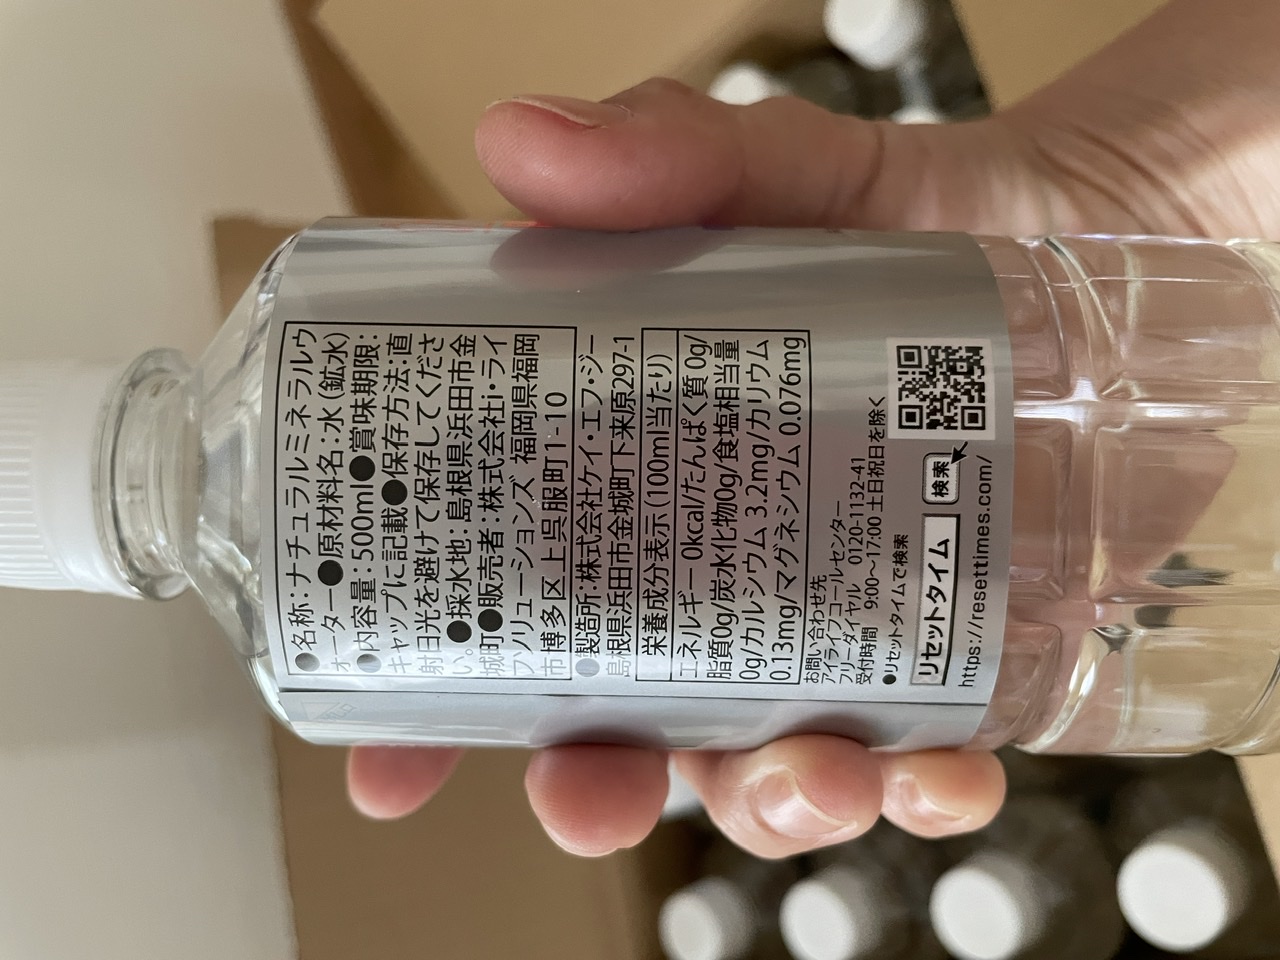 ●名称:ナチュラルミネラルウ
ォーター●原材料名:水(鉱水)
●内容量:500ml●賞味期限:
キャップに記載●保存方法:直
射日光を避けて保存してくださ
い。●採水地:島根県浜田市金
城町●販売者:株式会社i・ライ
フソリューションズ 福岡県福岡
市博多区上呉服町1-10
●製造所:株式会社ケイ・エフ・ジー
島根県浜田市金城町下来原297-1
栄養成分表示(100ml当たり)
エネルギー 0kcal/たんぱく質 0g/
脂質0g/炭水化物0g/食塩相当量
0g/カルシウム 3.2mg/カリウム
0.13mg/マグネシウム 0.076mg
お問い合わせ先
アイライフコールセンター
フリーダイヤル 0120-1132-41
受付時間 9:00~17:00 土日祝日を除く
●リセットタイムで検索
リセットタイム 検索
https://resettimes.com/